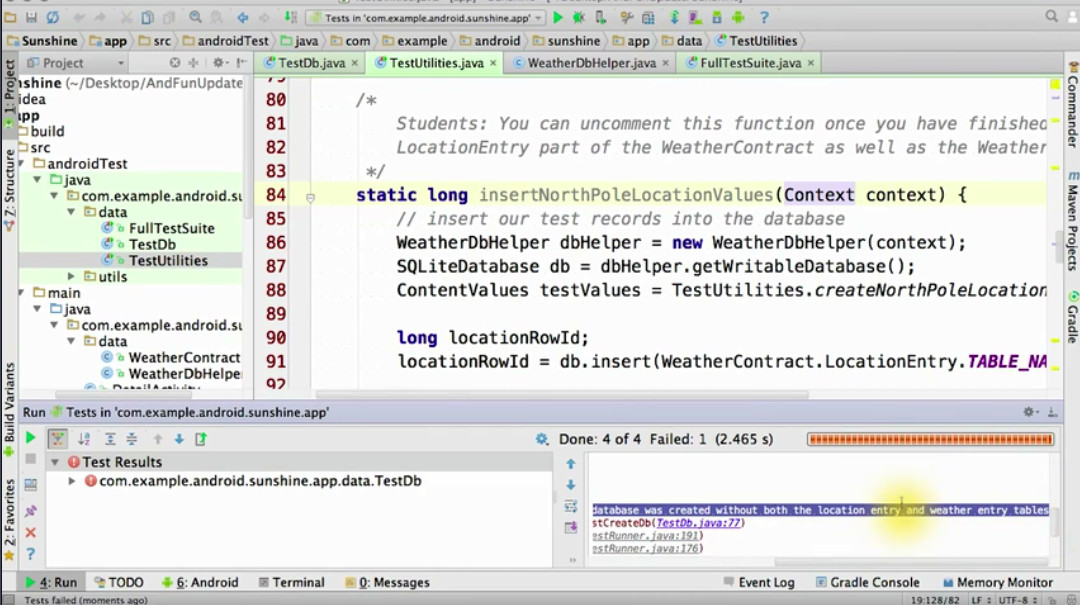 Tests in 'com.example.android.sunshine.app'
Sunshine app src androidTest java com example android sunshine app data TestUtilities
Project
TestDb.java × TestUtilities.java × WeatherDbHelper.java × FullTestSuite.java ×
1: Project
Z: Structure
Build Variants
2: Favorites
nshine (~/Desktop/AndFunUpdate
idea
app
build
src
androidTest
java
com.example.android.su
data
FullTestSuite
TestDb
TestUtilities
utils
main
java
com.example.android.su
data
WeatherContract
WeatherDbHelpe
DetailActivity
80 /*
81 Students: You can uncomment this function once you have finished
82 LocationEntry part of the WeatherContract as well as the Weather
83 */
84 static long insertNorthPoleLocationValues(Context context) {
85 // insert our test records into the database
86 WeatherDbHelper dbHelper = new WeatherDbHelper(context);
87 SQLiteDatabase db = dbHelper.getWritableDatabase();
88 ContentValues testValues = TestUtilities.createNorthPoleLocation
89
90 long locationRowId;
91 locationRowId = db.insert(WeatherContract.LocationEntry.TABLE_NA
92
Commander
Maven Projects
Gradle
Run Tests in 'com.example.android.sunshine.app'
Done: 4 of 4 Failed: 1 (2.465 s)
Test Results
com.example.android.sunshine.app.data.TestDb
database was created without both the location entry and weather entry tables
stCreateDb(TestDb.java:77)
estRunner.java:191)
estRunner.java:176)
4: Run TODO 6: Android Terminal 0: Messages Event Log Gradle Console Memory Monitor
Tests failed (moments ago) 19:128/82 LF UTF-8